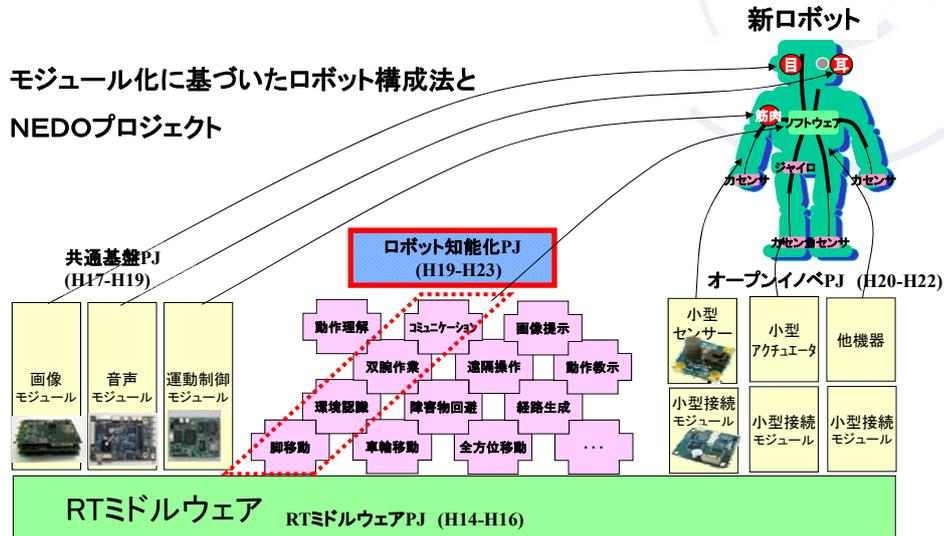 新ロボット
モジュール化に基づいたロボット構成法と
NEDOプロジェクト
目
耳
筋肉
ソフトウェア
ジャイロ
力センサ
力センサ
力センサ
力センサ
共通基盤PJ
(H17-H19)
ロボット知能化PJ
(H19-H23)
オープンイノベPJ (H20-H22)
画像
モジュール
音声
モジュール
運動制御
モジュール
動作理解
コミュニケーション
画像提示
双腕作業
遠隔操作
動作教示
環境認識
障害物回避
経路生成
脚移動
車輪移動
全方位移動
・・・
小型
センサー
小型
アクチュエータ
他機器
小型接続
モジュール
小型接続
モジュール
小型接続
モジュール
RTミドルウェア
RTミドルウェアPJ (H14-H16)